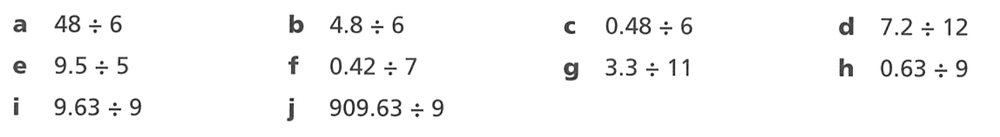 a 48 ÷ 6 b 4.8 ÷ 6 c 0.48 ÷ 6 d 7.2 ÷ 12
e 9.5 ÷ 5 f 0.42 ÷ 7 g 3.3 ÷ 11 h 0.63 ÷ 9
i 9.63 ÷ 9 j 909.63 ÷ 9